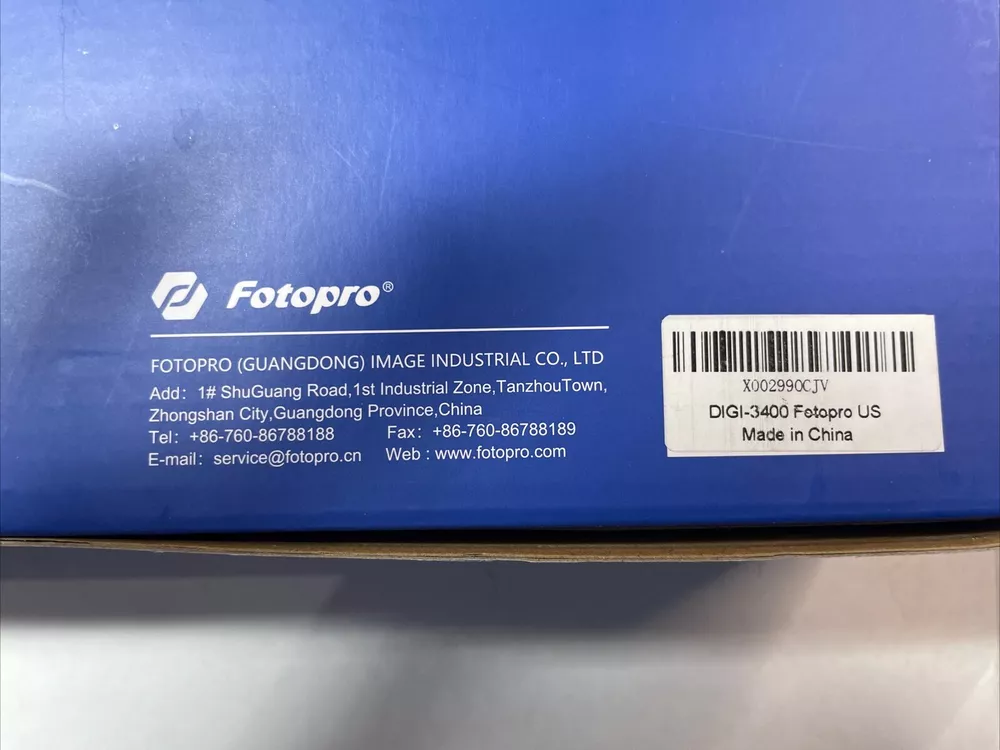 Fotopro®
FOTOPRO (GUANGDONG) IMAGE INDUSTRIAL CO., LTD
Add: 1# ShuGuang Road,1st Industrial Zone,TanzhouTown,
Zhongshan City,Guangdong Province,China
Tel: +86-760-86788188 Fax: +86-760-86788189
E-mail: service@fotopro.cn Web : www.fotopro.com
X002990CJV
DIGI-3400 Fotopro US
Made in China